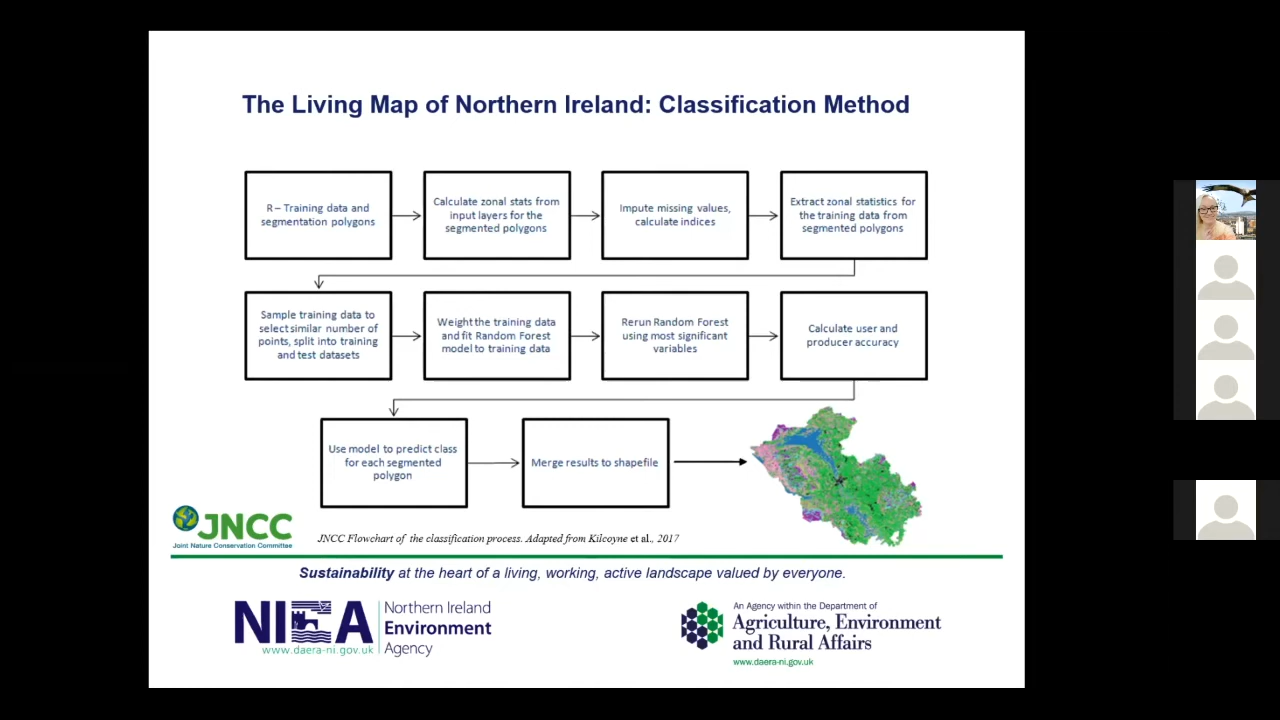 The Living Map of Northern Ireland: Classification Method
R – Training data and
segmentation polygons
Calculate zonal stats from
input layers for the
segmented polygons
Impute missing values,
calculate indices
Extract zonal statistics for
the training data from
segmented polygons
Sample training data to
select similar number of
points, split into training
and test datasets
Weight the training data
and fit Random Forest
model to training data
Rerun Random Forest
using most significant
variables
Calculate user and
producer accuracy
Use model to predict class
for each segmented
polygon
Merge results to shapefile
JNCC
Joint Nature Conservation Committee
JNCC Flowchart of the classification process. Adapted from Kilcoyne et al., 2017
Sustainability at the heart of a living, working, active landscape valued by everyone.
NIEA
www.daera-ni.gov.uk
Northern Ireland
Environment
Agency
An Agency within the Department of
Agriculture, Environment
and Rural Affairs
www.daera-ni.gov.uk